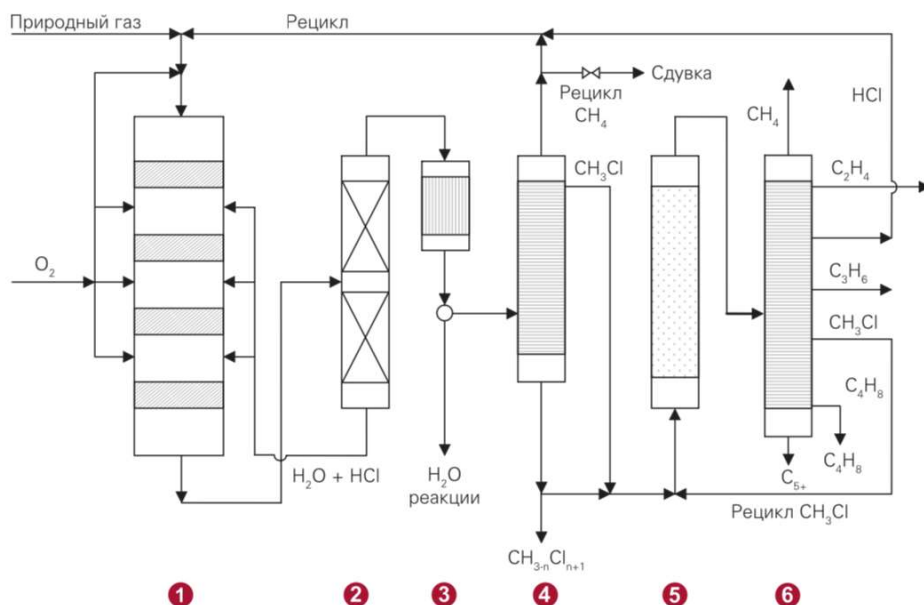 Природный газ
Рецикл
Сдувка
Рецикл
CH₄
HCl
CH₄
CH₃Cl
C₂H₄
O₂
C₃H₆
CH₃Cl
C₄H₈
H₂O + HCl
H₂O
реакции
C₅₊
C₄H₈
Рецикл CH₃Cl
CH₃₋ₙClₙ₊₁
1 2 3 4 5 6